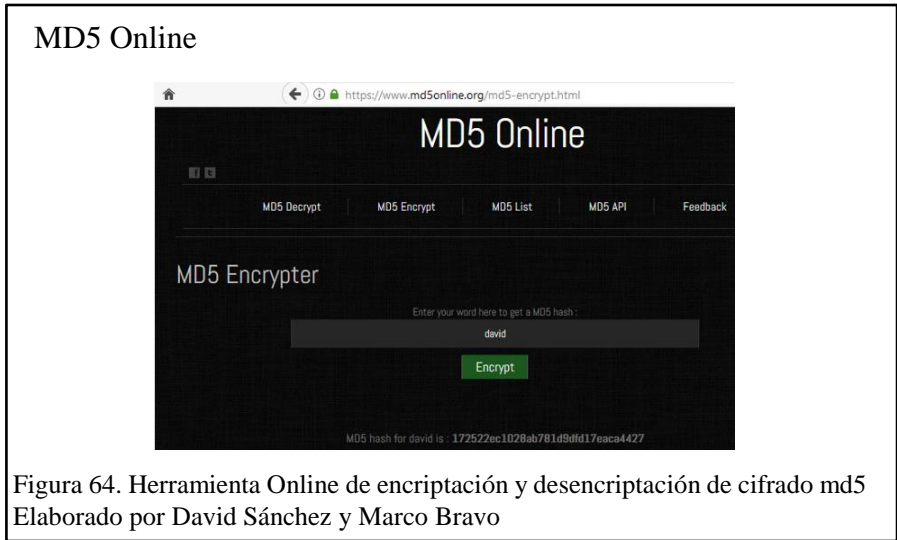 MD5 Online
https://www.md5online.org/md5-encrypt.html
MD5 Online
f t
MD5 Decrypt MD5 Encrypt MD5 List MD5 API Feedback
MD5 Encrypter
Enter your word here to get a MD5 hash :
david
Encrypt
MD5 hash for david is : 172522ec1028ab781d9dfd17eaca4427
Figura 64. Herramienta Online de encriptación y desencriptación de cifrado md5
Elaborado por David Sánchez y Marco Bravo